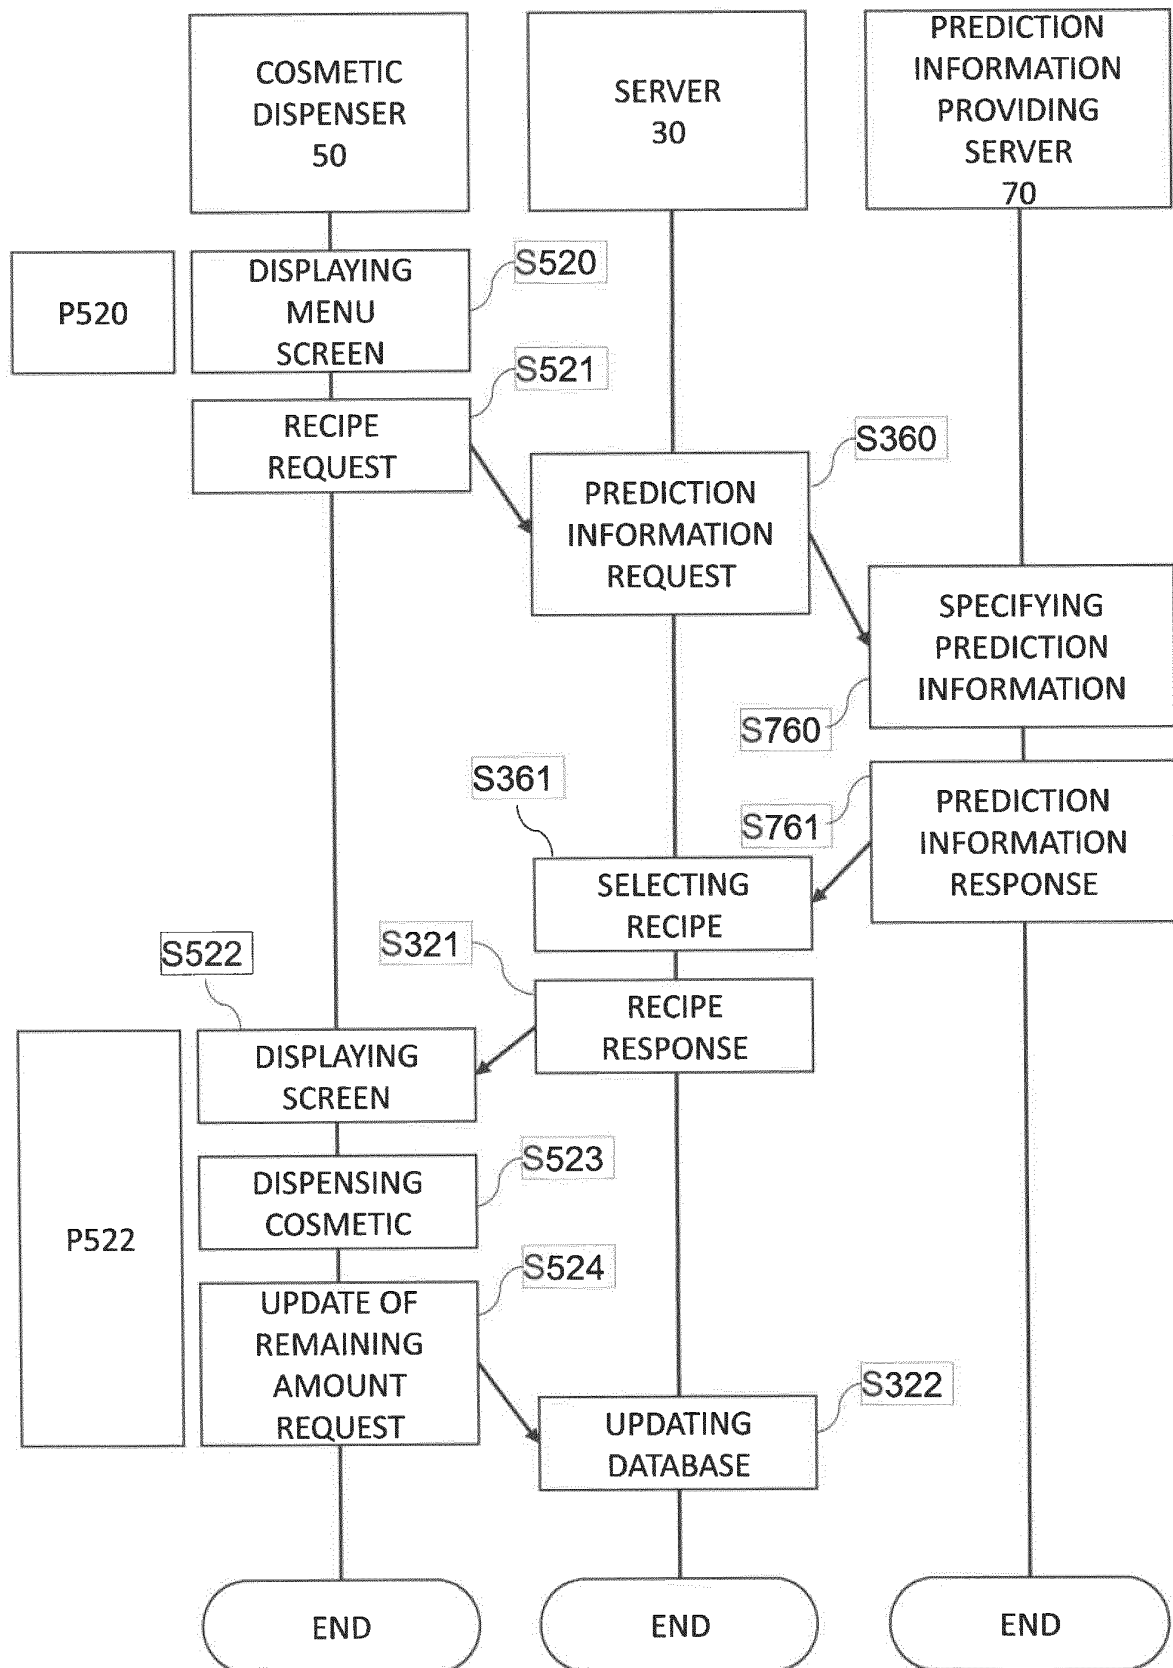 COSMETIC
DISPENSER
50
SERVER
30
PREDICTION
INFORMATION
PROVIDING
SERVER
70
P520
DISPLAYING
MENU
SCREEN
S520
RECIPE
REQUEST
S521
PREDICTION
INFORMATION
REQUEST
S360
SPECIFYING
PREDICTION
INFORMATION
S760
PREDICTION
INFORMATION
RESPONSE
S761
S361
SELECTING
RECIPE
S321
RECIPE
RESPONSE
S522
DISPLAYING
SCREEN
P522
DISPENSING
COSMETIC
S523
UPDATE OF
REMAINING
AMOUNT
REQUEST
S524
UPDATING
DATABASE
S322
END
END
END